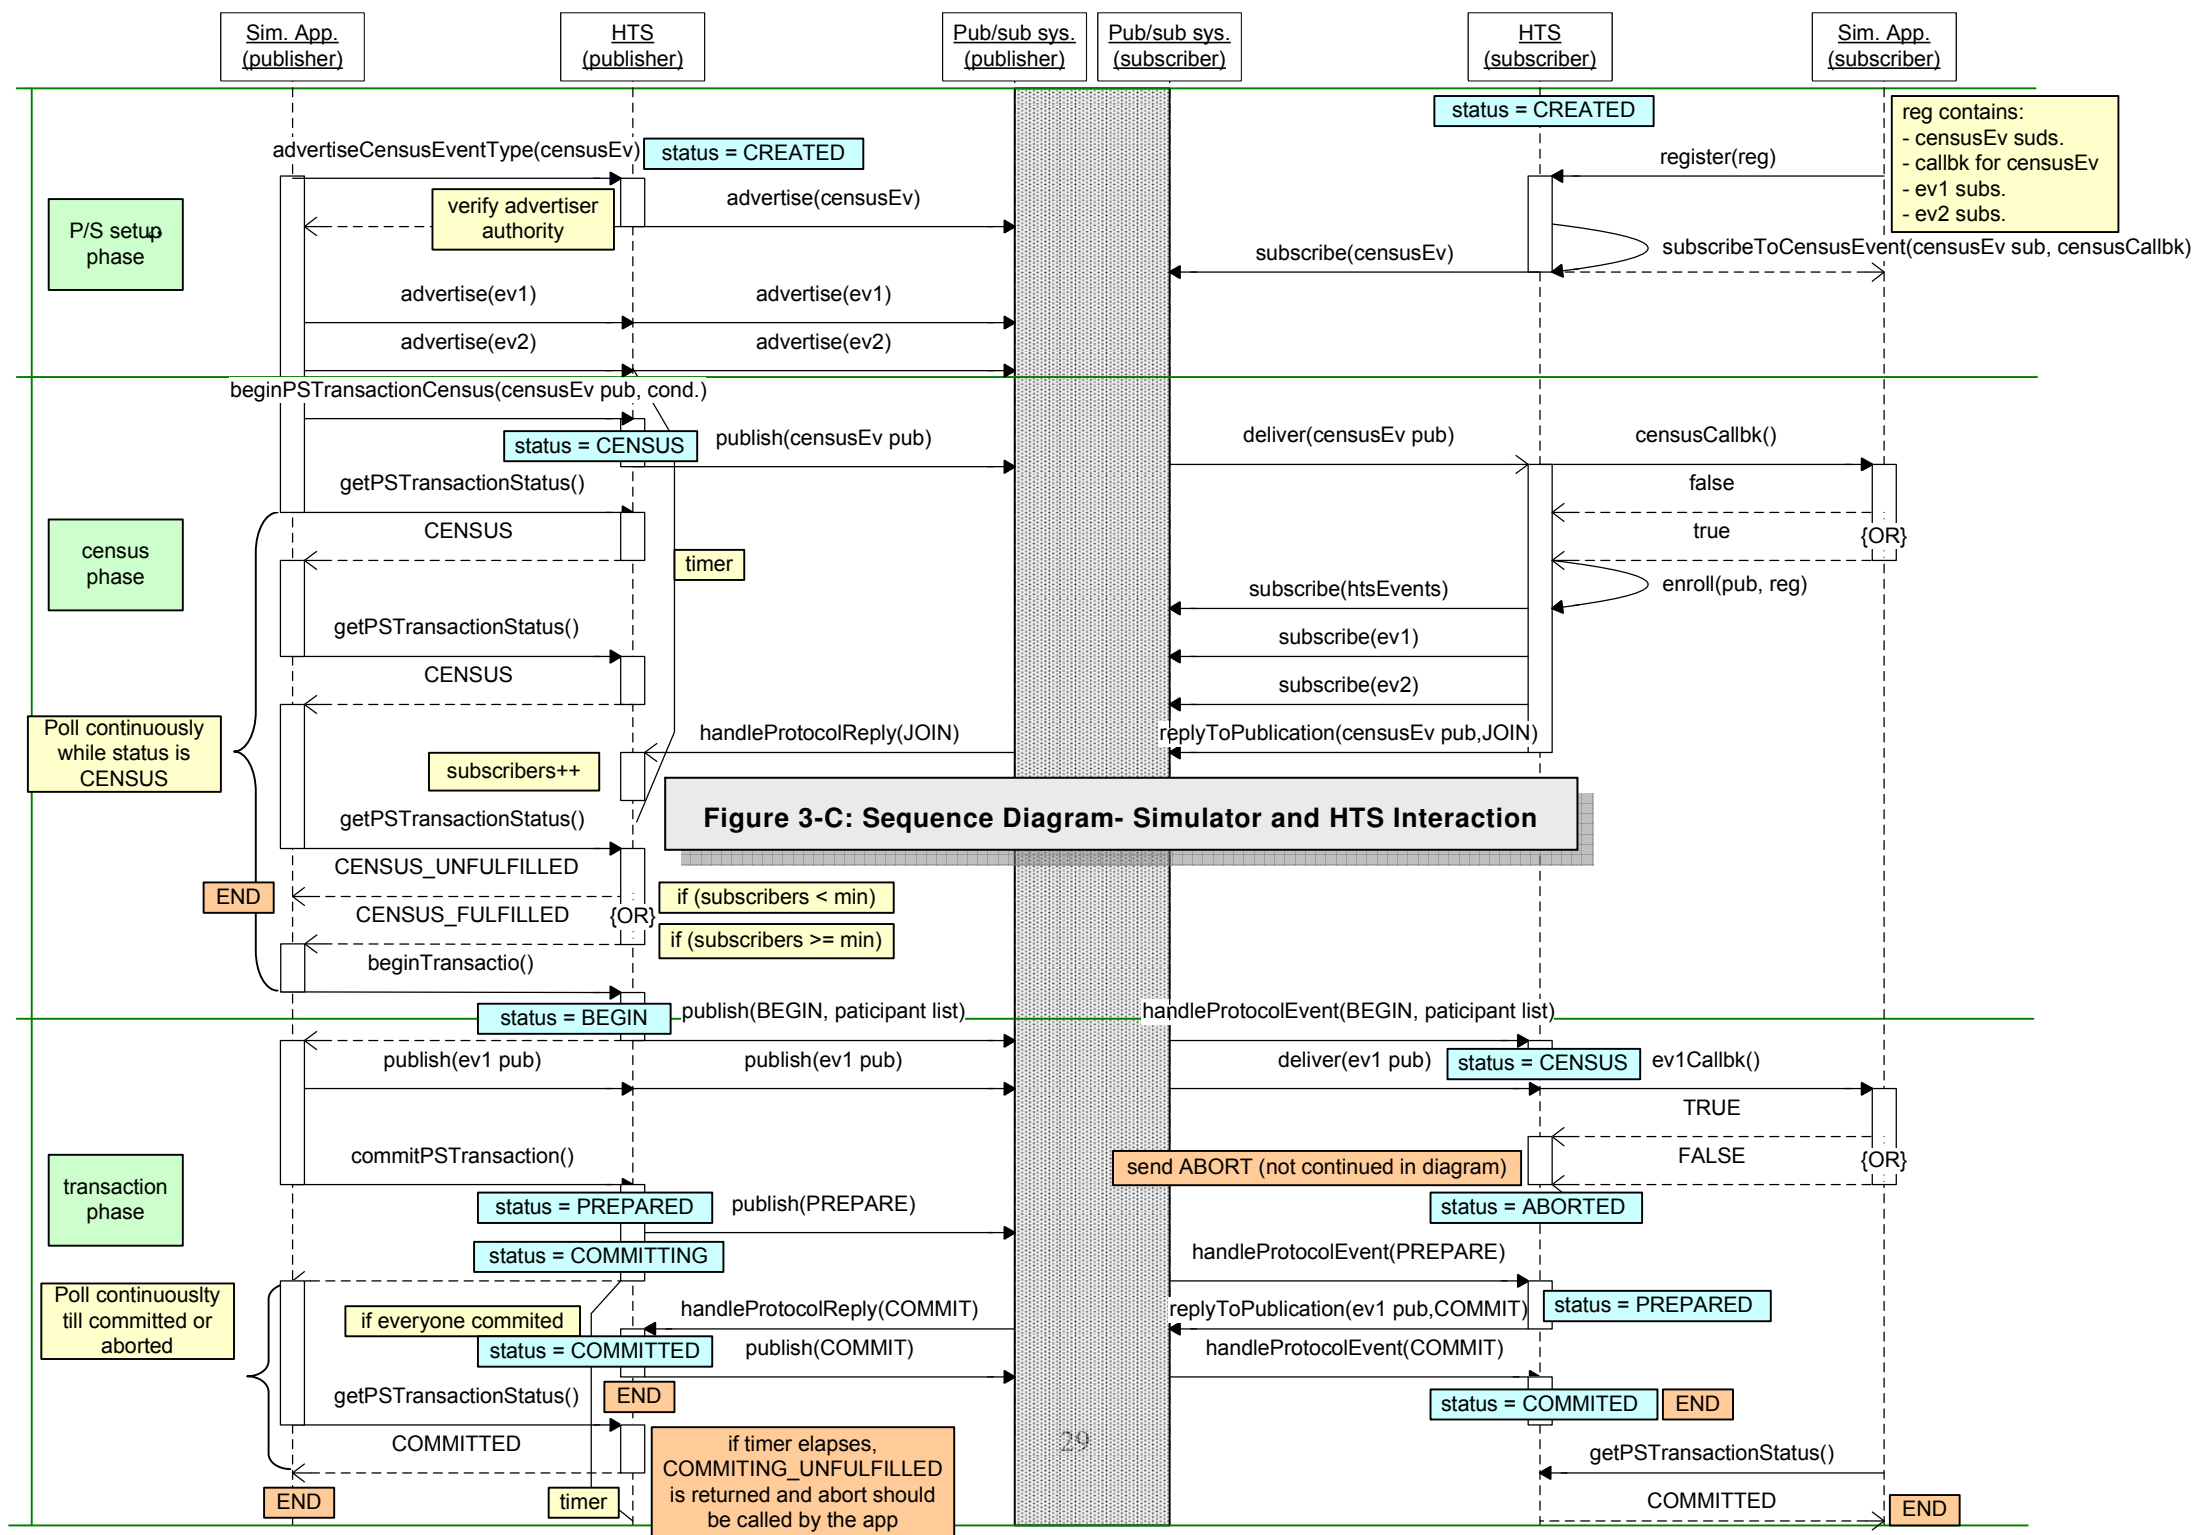 Sim. App.
(publisher)
HTS
(publisher)
Pub/sub sys.
(publisher)
Pub/sub sys.
(subscriber)
HTS
(subscriber)
Sim. App.
(subscriber)
status = CREATED
reg contains:
- censusEv suds.
- callbk for censusEv
- ev1 subs.
- ev2 subs.
advertiseCensusEventType(censusEv)
status = CREATED
register(reg)
verify advertiser
authority
advertise(censusEv)
P/S setup
phase
subscribe(censusEv)
subscribeToCensusEvent(censusEv sub, censusCallbk)
advertise(ev1)
advertise(ev1)
advertise(ev2)
advertise(ev2)
beginPSTransactionCensus(censusEv pub, cond.)
status = CENSUS
publish(censusEv pub)
deliver(censusEv pub)
censusCallbk()
getPSTransactionStatus()
false
CENSUS
true
{OR}
census
phase
timer
subscribe(htsEvents)
enroll(pub, reg)
getPSTransactionStatus()
subscribe(ev1)
CENSUS
subscribe(ev2)
Poll continuously
while status is
CENSUS
handleProtocolReply(JOIN)
replyToPublication(censusEv pub,JOIN)
subscribers++
getPSTransactionStatus()
Figure 3-C: Sequence Diagram- Simulator and HTS Interaction
CENSUS_UNFULFILLED
END
if (subscribers < min)
CENSUS_FULFILLED
{OR}
if (subscribers >= min)
beginTransactio()
status = BEGIN
publish(BEGIN, paticipant list)
handleProtocolEvent(BEGIN, paticipant list)
publish(ev1 pub)
publish(ev1 pub)
deliver(ev1 pub)
status = CENSUS
ev1Callbk()
TRUE
commitPSTransaction()
send ABORT (not continued in diagram)
FALSE
{OR}
transaction
phase
status = PREPARED
publish(PREPARE)
status = ABORTED
status = COMMITTING
handleProtocolEvent(PREPARE)
Poll continuouslty
till committed or
aborted
if everyone commited
handleProtocolReply(COMMIT)
replyToPublication(ev1 pub,COMMIT)
status = PREPARED
status = COMMITTED
publish(COMMIT)
handleProtocolEvent(COMMIT)
getPSTransactionStatus()
END
status = COMMITED
END
COMMITTED
if timer elapses,
COMMITING_UNFULFILLED
is returned and abort should
be called by the app
29
getPSTransactionStatus()
END
timer
COMMITTED
END